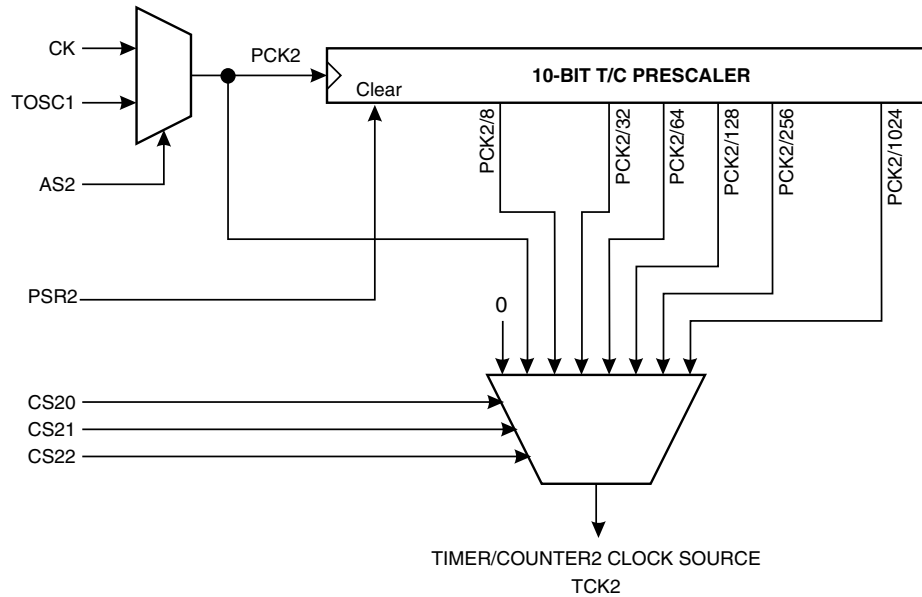 CK
PCK2
10-BIT T/C PRESCALER
Clear
TOSC1
PCK2/8
PCK2/32
PCK2/64
PCK2/128
PCK2/256
PCK2/1024
AS2
PSR2
0
CS20
CS21
CS22
TIMER/COUNTER2 CLOCK SOURCE
TCK2